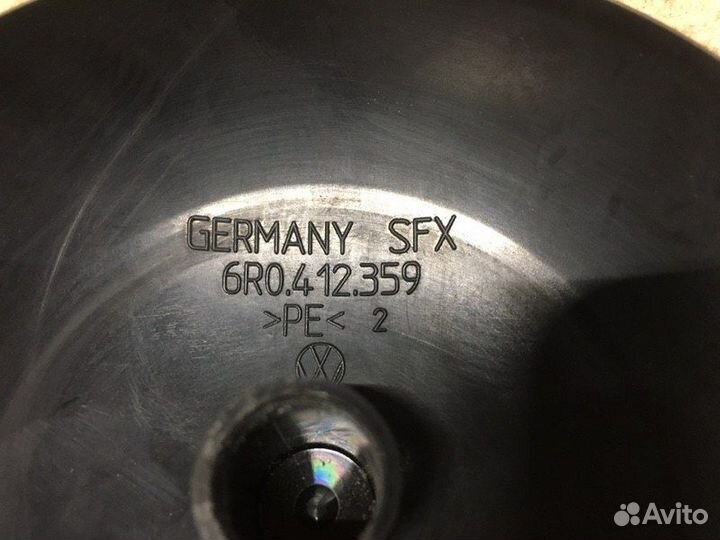 GERMANY SFX
6R0.412.359
>PE< 2
Avito